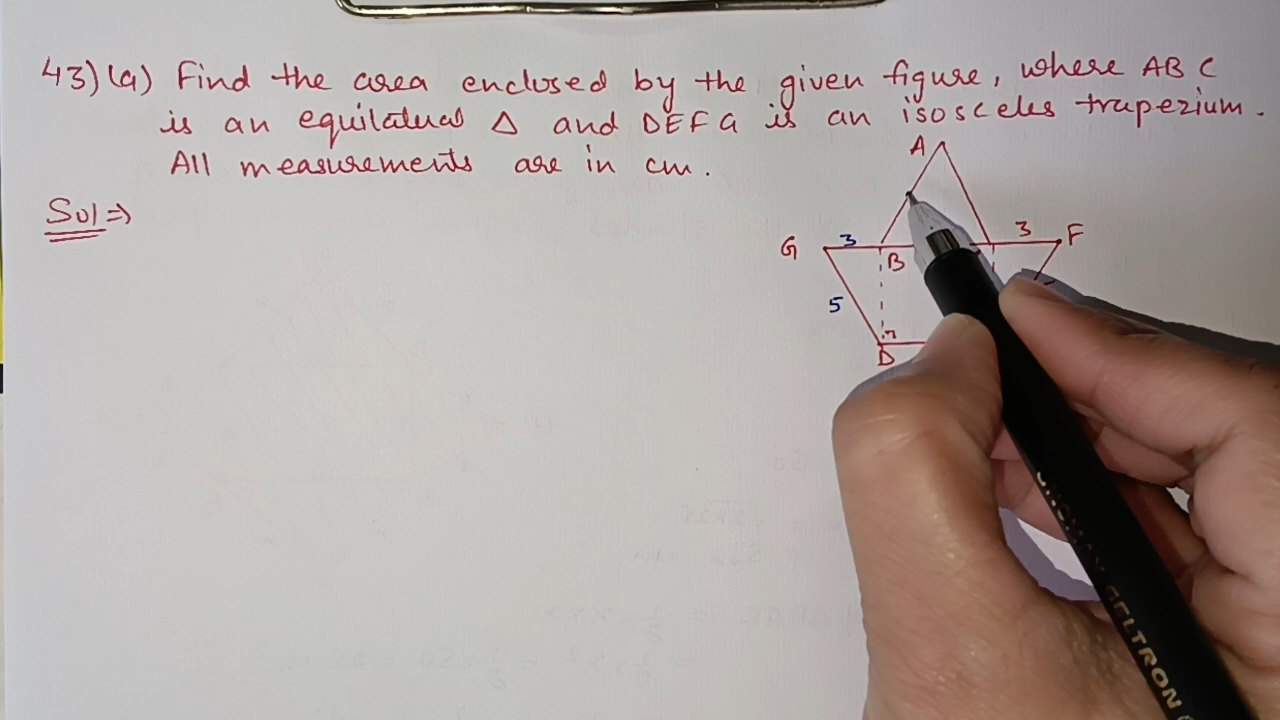 43)(a) Find the area enclosed by the given figure, where ABC
is an equilateral Δ and DEFG is an isosceles trapezium.
All measurements are in cm.
Sol⇒
A
G 3 B 3 F
5
D